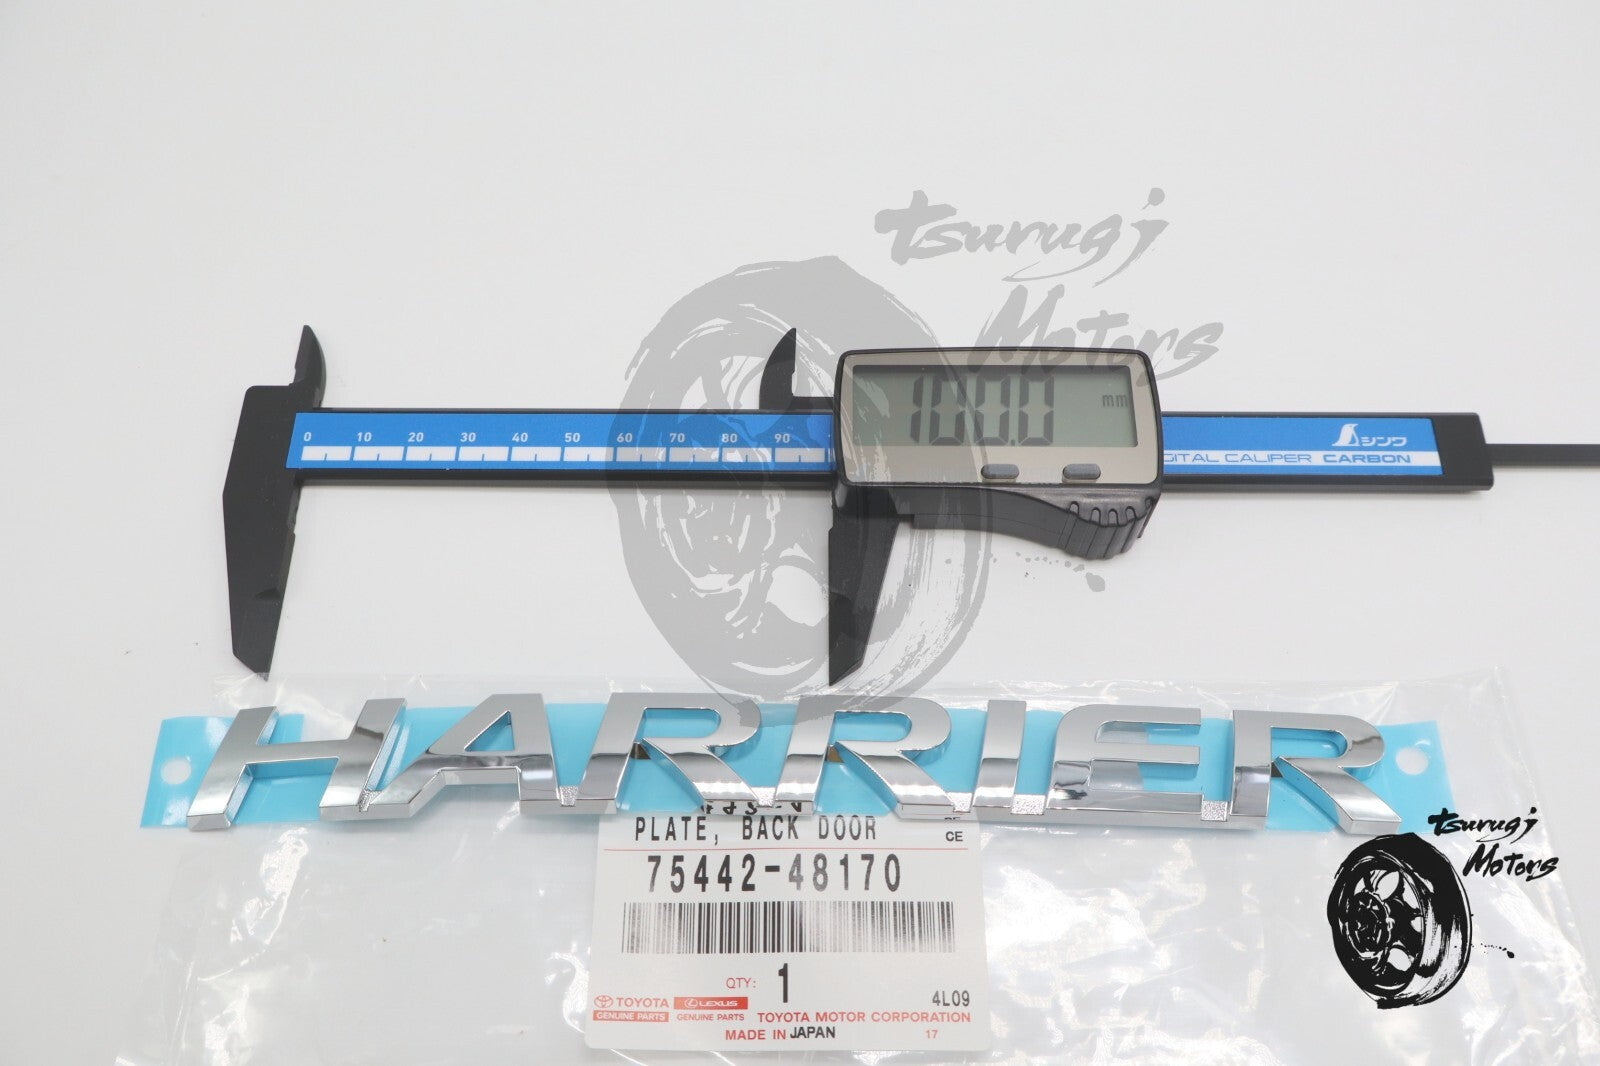 tsurugi
Motors
100.0 mm
0 10 20 30 40 50 60 70 80 90
シンワ
GITAL CALIPER CARBON
HARRIER
PLATE, BACK DOOR
CE
75442-48170
QTY: 1
4L09
TOYOTA
GENUINE PARTS
LEXUS
GENUINE PARTS
TOYOTA MOTOR CORPORATION
MADE IN JAPAN
17
tsurugi
Motors